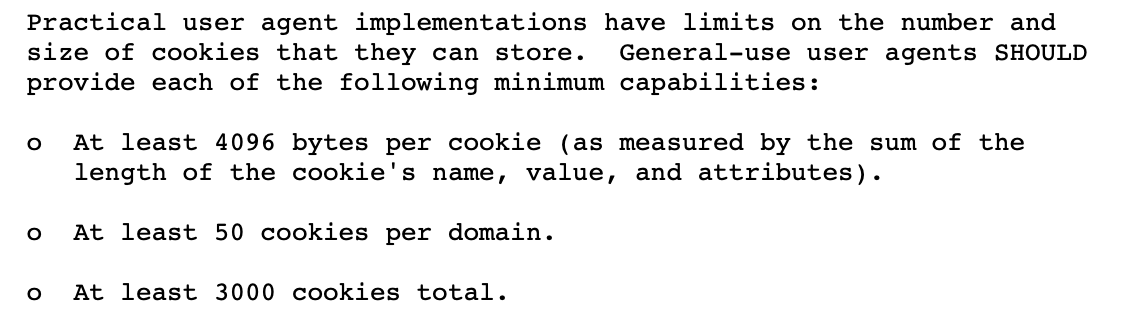 Practical user agent implementations have limits on the number and
size of cookies that they can store.  General-use user agents SHOULD
provide each of the following minimum capabilities:
o  At least 4096 bytes per cookie (as measured by the sum of the
length of the cookie's name, value, and attributes).
o  At least 50 cookies per domain.
o  At least 3000 cookies total.